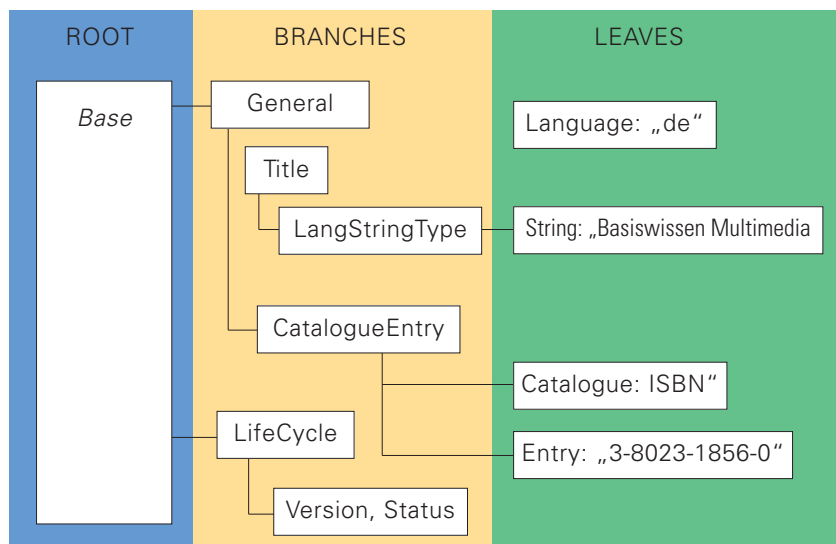 ROOT
BRANCHES
LEAVES
Base
General
Language: „de“
Title
LangStringType
String: „Basiswissen Multimedia
CatalogueEntry
Catalogue: ISBN“
LifeCycle
Entry: „3-8023-1856-0“
Version, Status